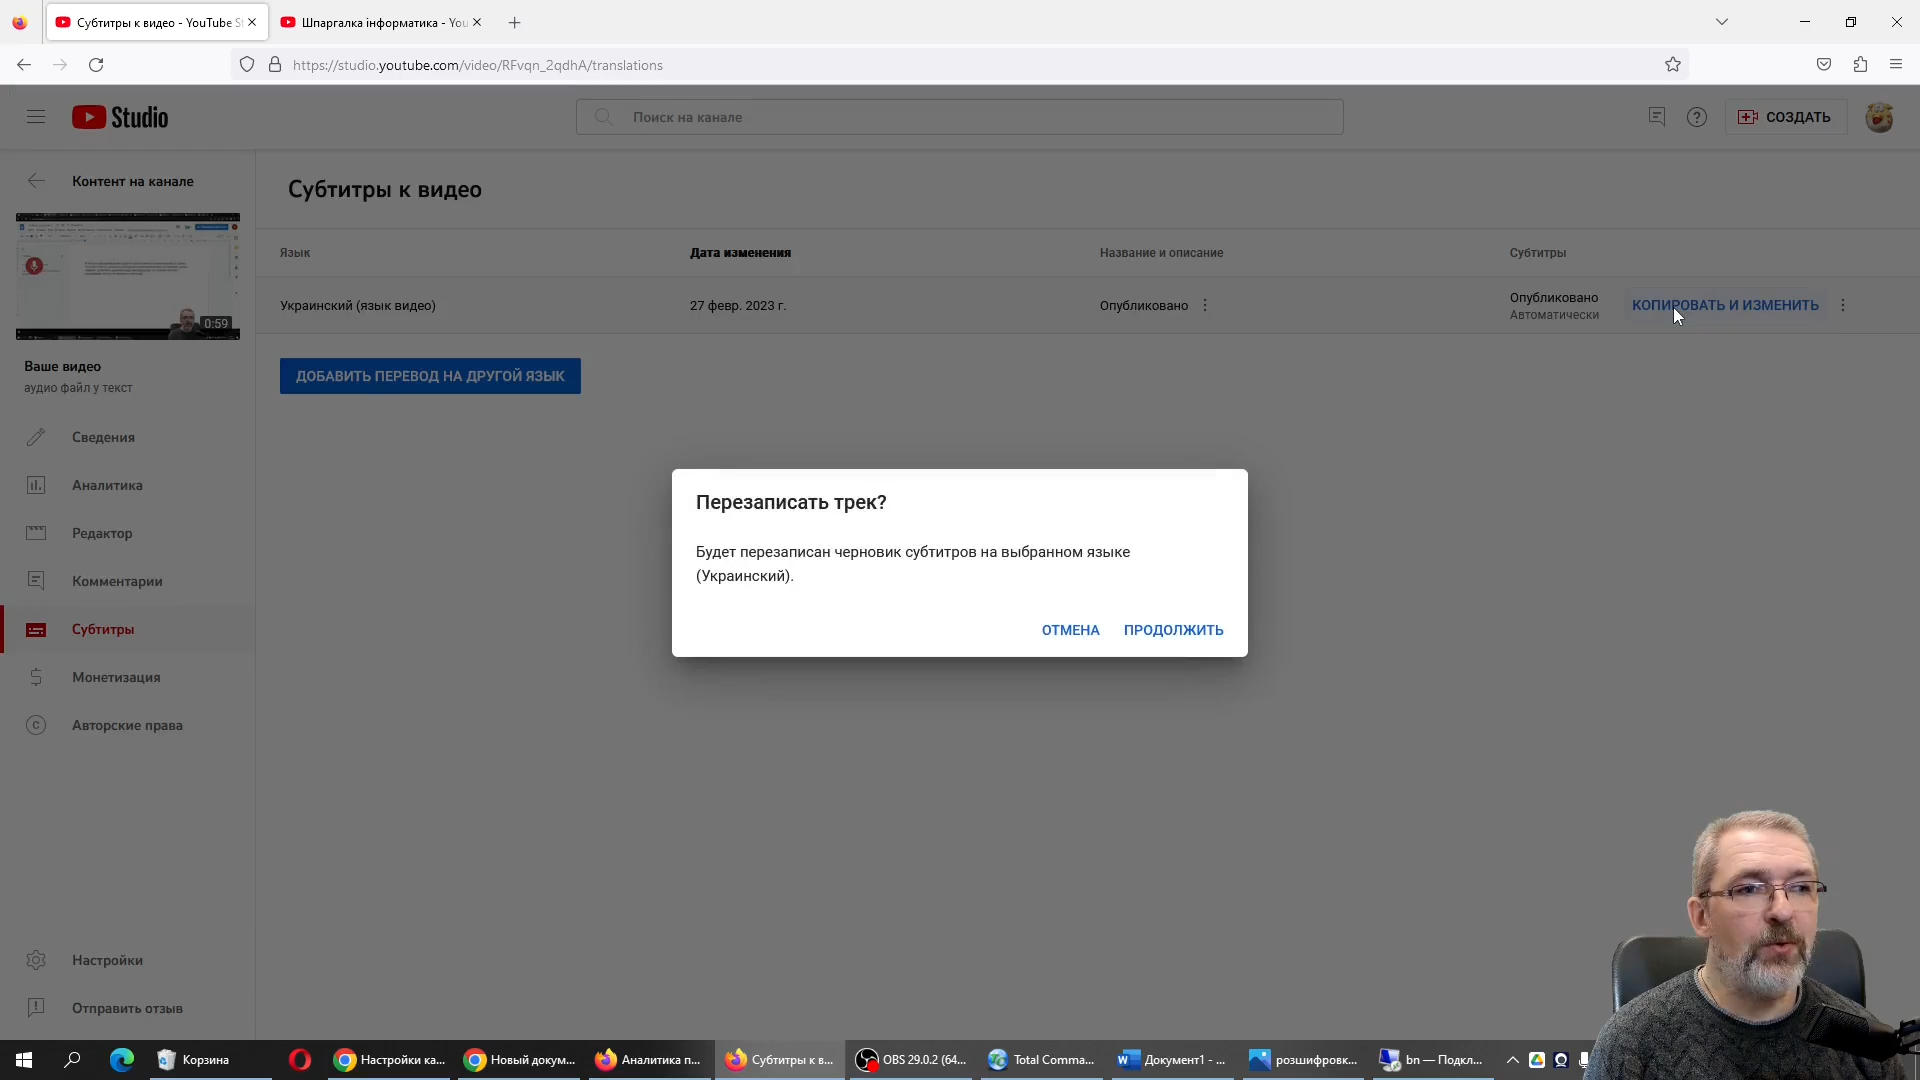 Субтитры к видео - YouTube S
Шпаргалка інформатика - You
https://studio.youtube.com/video/RFvqn_2qdhA/translations
Studio
Поиск на канале
СОЗДАТЬ
Контент на канале
Субтитры к видео
Язык
Дата изменения
Название и описание
Субтитры
Украинский (язык видео)
27 февр. 2023 г.
Опубликовано
Опубликовано
Автоматически
КОПИРОВАТЬ И ИЗМЕНИТЬ
0:59
Ваше видео
аудио файл у текст
ДОБАВИТЬ ПЕРЕВОД НА ДРУГОЙ ЯЗЫК
Сведения
Аналитика
Редактор
Комментарии
Субтитры
Монетизация
Авторские права
Настройки
Отправить отзыв
Перезаписать трек?
Будет перезаписан черновик субтитров на выбранном языке
(Украинский).
ОТМЕНА
ПРОДОЛЖИТЬ
Корзина
Настройки ка...
Новый докум...
Аналитика п...
Субтитры к в...
OBS 29.0.2 (64...
Total Comma...
Документ1 - ...
розшифровк...
bn — Подкл...